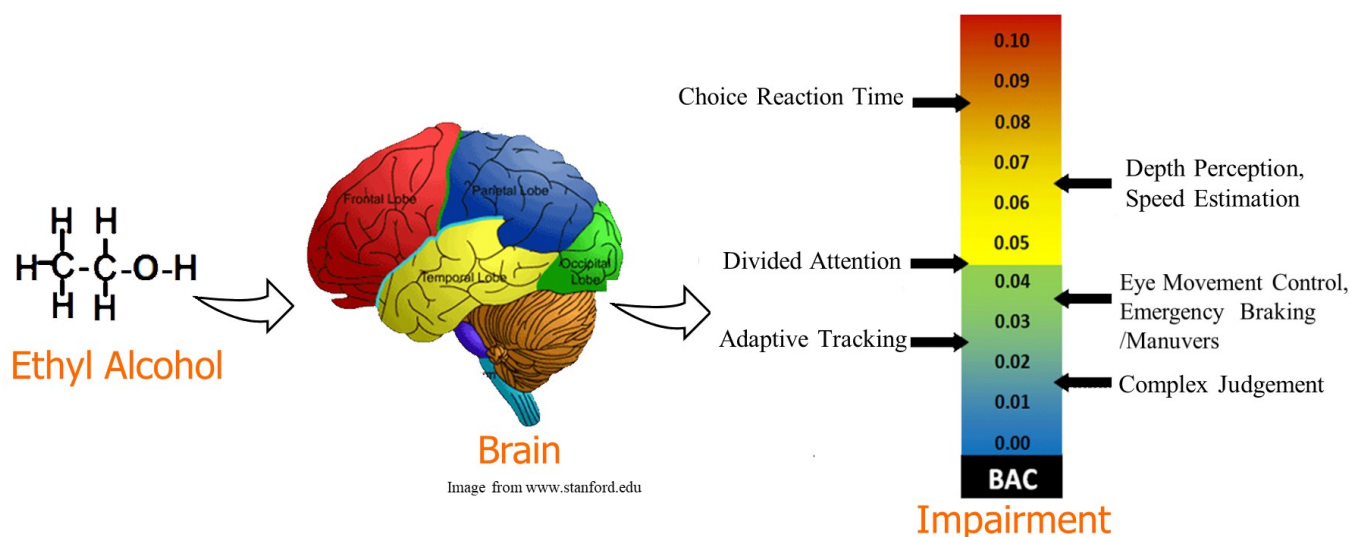 H H
H-C-C-O-H
H H
Ethyl Alcohol
Frontal Lobe
Parietal Lobe
Temporal Lobe
Occipital
Lobe
Brain
Image from www.stanford.edu
Choice Reaction Time
Divided Attention
Adaptive Tracking
0.10
0.09
0.08
0.07
0.06
0.05
0.04
0.03
0.02
0.01
0.00
BAC
Impairment
Depth Perception,
Speed Estimation
Eye Movement Control,
Emergency Braking
/Manuvers
Complex Judgement